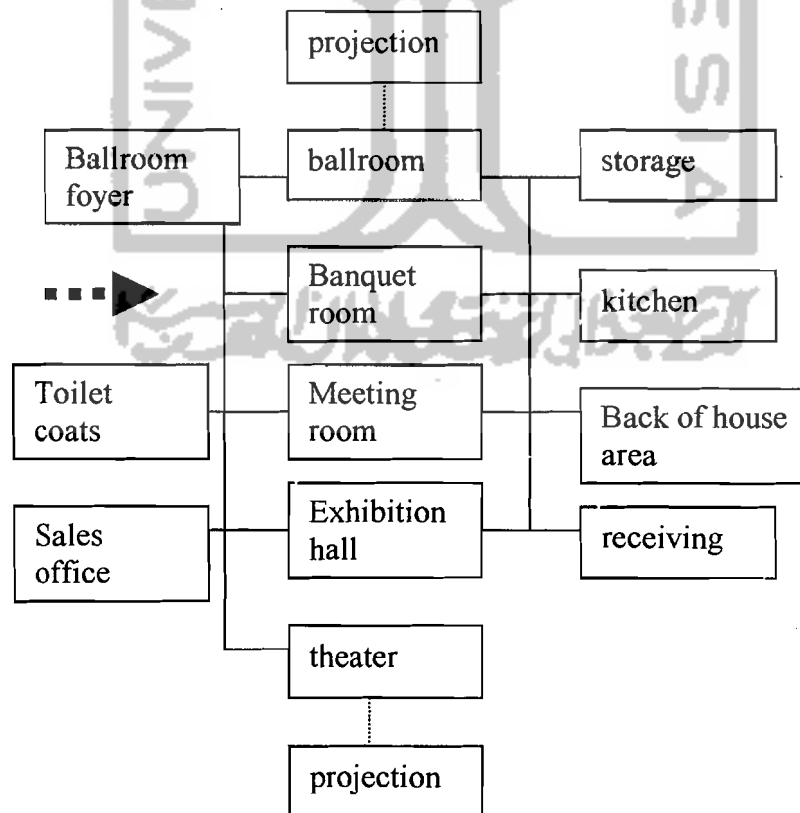 projection
Ballroom
foyer
ballroom
storage
Banquet
room
kitchen
Toilet
coats
Meeting
room
Back of house
area
Sales
office
Exhibition
hall
receiving
theater
projection